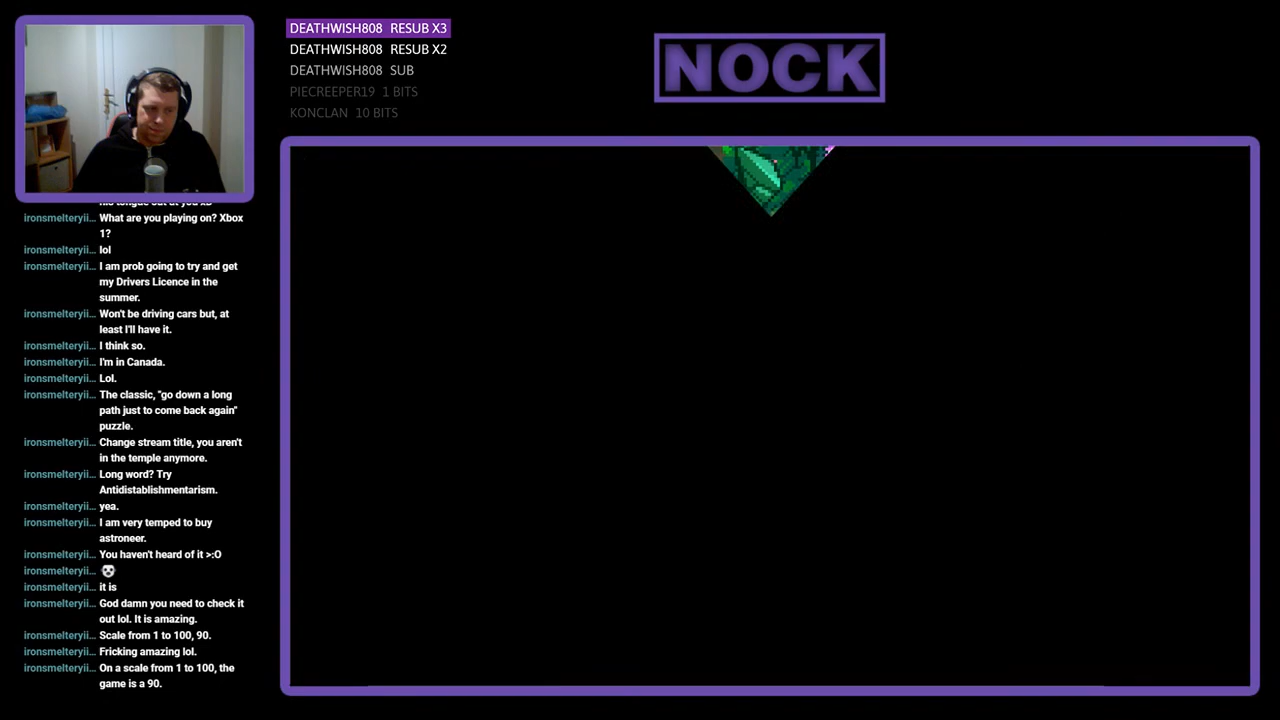 DEATHWISH808 RESUB X3
DEATHWISH808 RESUB X2
DEATHWISH808 SUB
PIECREEPER19 1 BITS
KONCLAN 10 BITS
NOCK
his tongue out at you xD
ironsmelteryii... What are you playing on? Xbox
1?
ironsmelteryii... lol
ironsmelteryii... I am prob going to try and get
my Drivers Licence in the
summer.
ironsmelteryii... Won't be driving cars but, at
least I'll have it.
ironsmelteryii... I think so.
ironsmelteryii... I'm in Canada.
ironsmelteryii... Lol.
ironsmelteryii... The classic, "go down a long
path just to come back again"
puzzle.
ironsmelteryii... Change stream title, you aren't
in the temple anymore.
ironsmelteryii... Long word? Try
Antidistablishmentarism.
ironsmelteryii... yea.
ironsmelteryii... I am very temped to buy
astroneer.
ironsmelteryii... You haven't heard of it >:O
ironsmelteryii...
ironsmelteryii... it is
ironsmelteryii... God damn you need to check it
out lol. It is amazing.
ironsmelteryii... Scale from 1 to 100, 90.
ironsmelteryii... Fricking amazing lol.
ironsmelteryii... On a scale from 1 to 100, the
game is a 90.